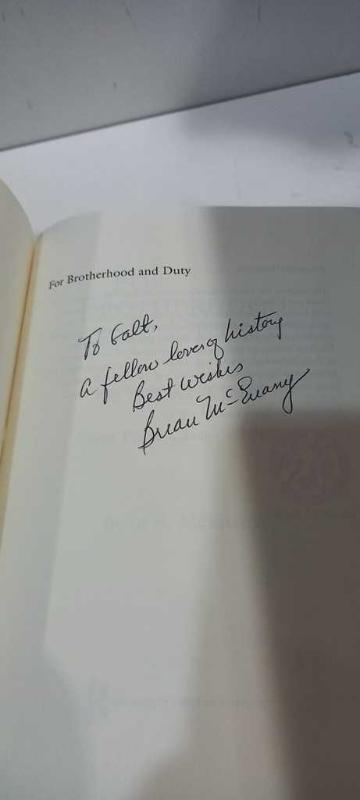 For Brotherhood and Duty
To Galt,
a fellow lover of history
Best Wishes
Brian McEnany